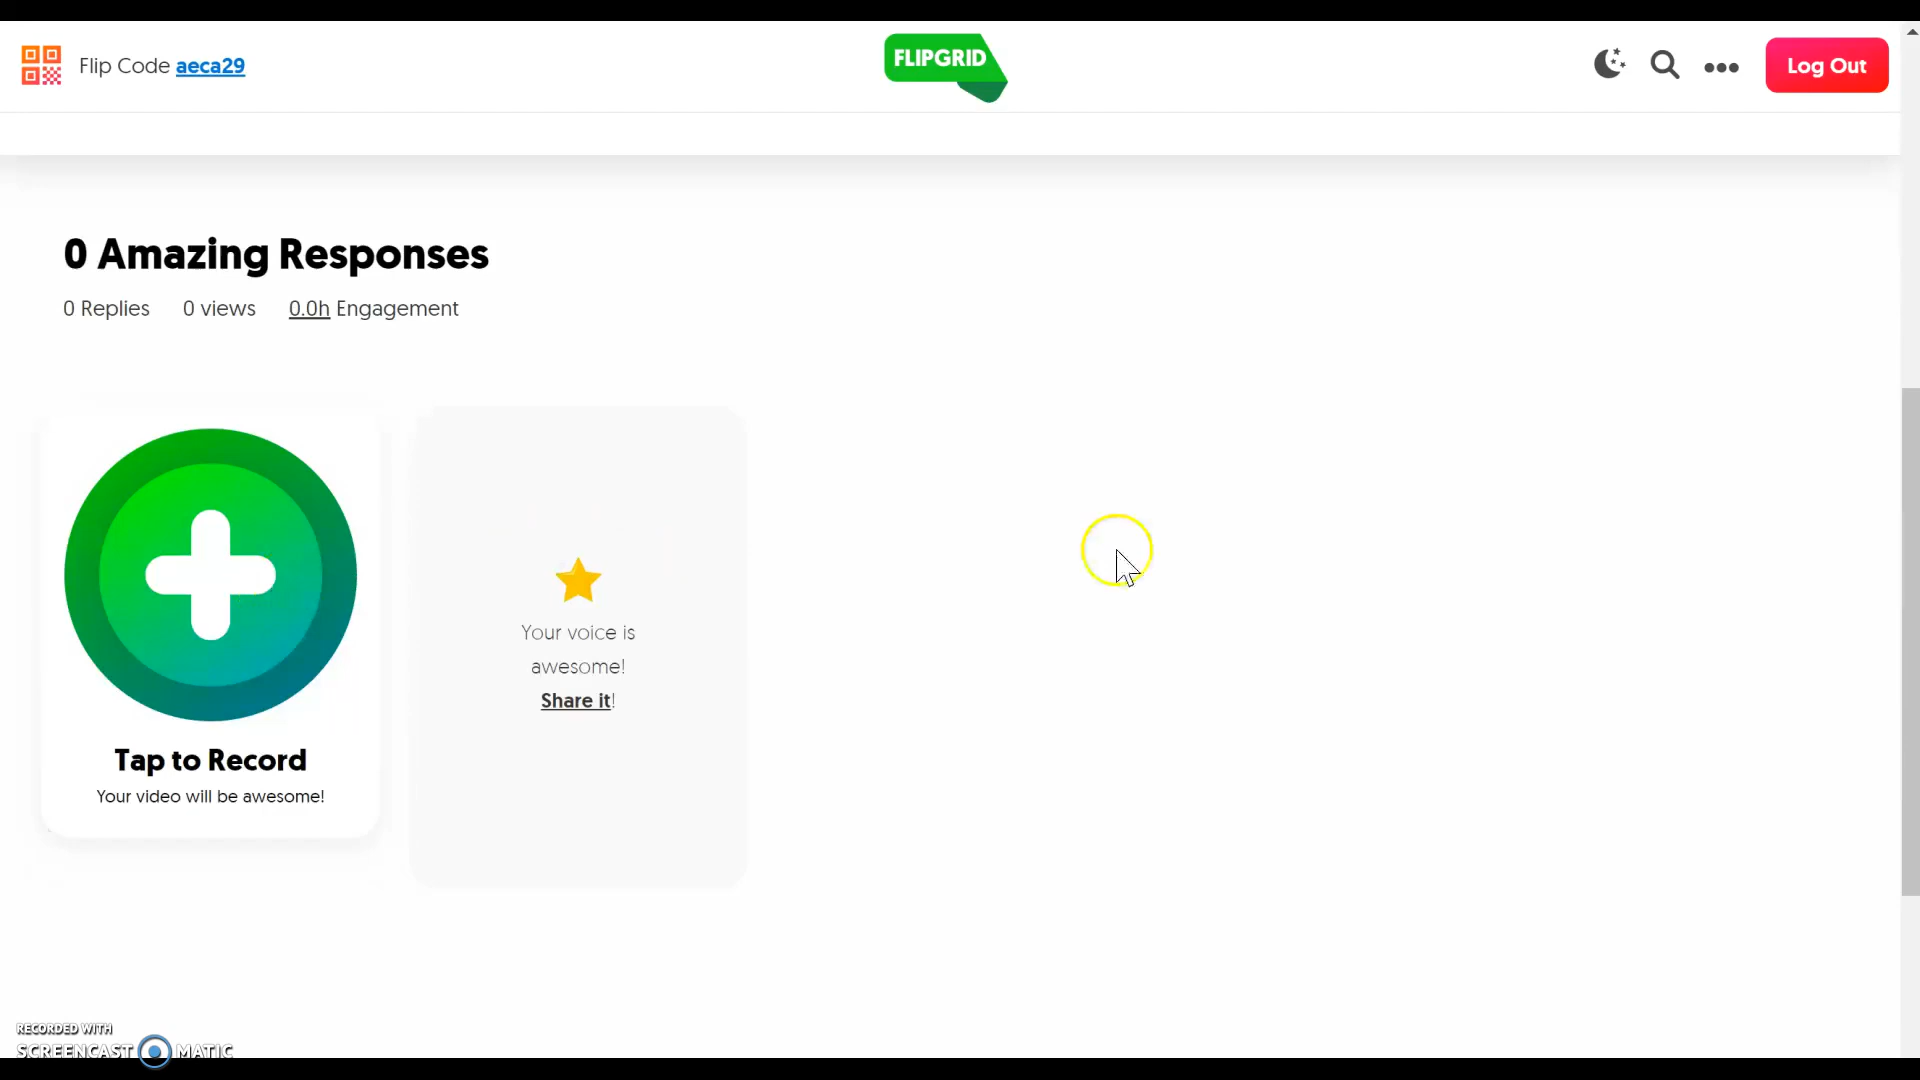 Flip Code aeca29
FLIPGRID
Log Out
0 Amazing Responses
0 Replies 0 views 0.0h Engagement
Your voice is
awesome!
Share it!
Tap to Record
Your video will be awesome!
RECORDED WITH
SCREENCAST MATIC